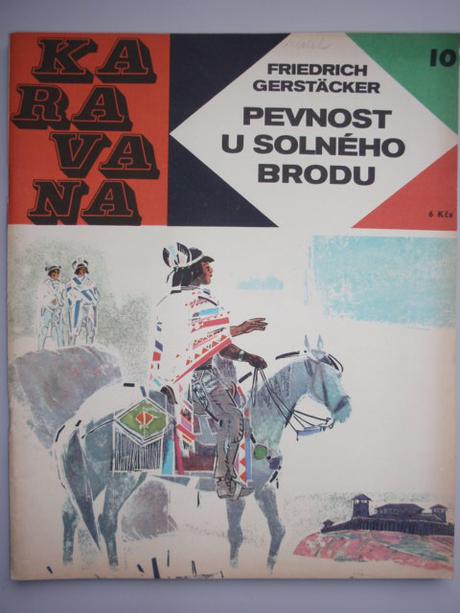 KA
RA
VA
NA
FRIEDRICH
GERSTÄCKER
PEVNOST
U SOLNÉHO
BRODU
10
6 Kčs